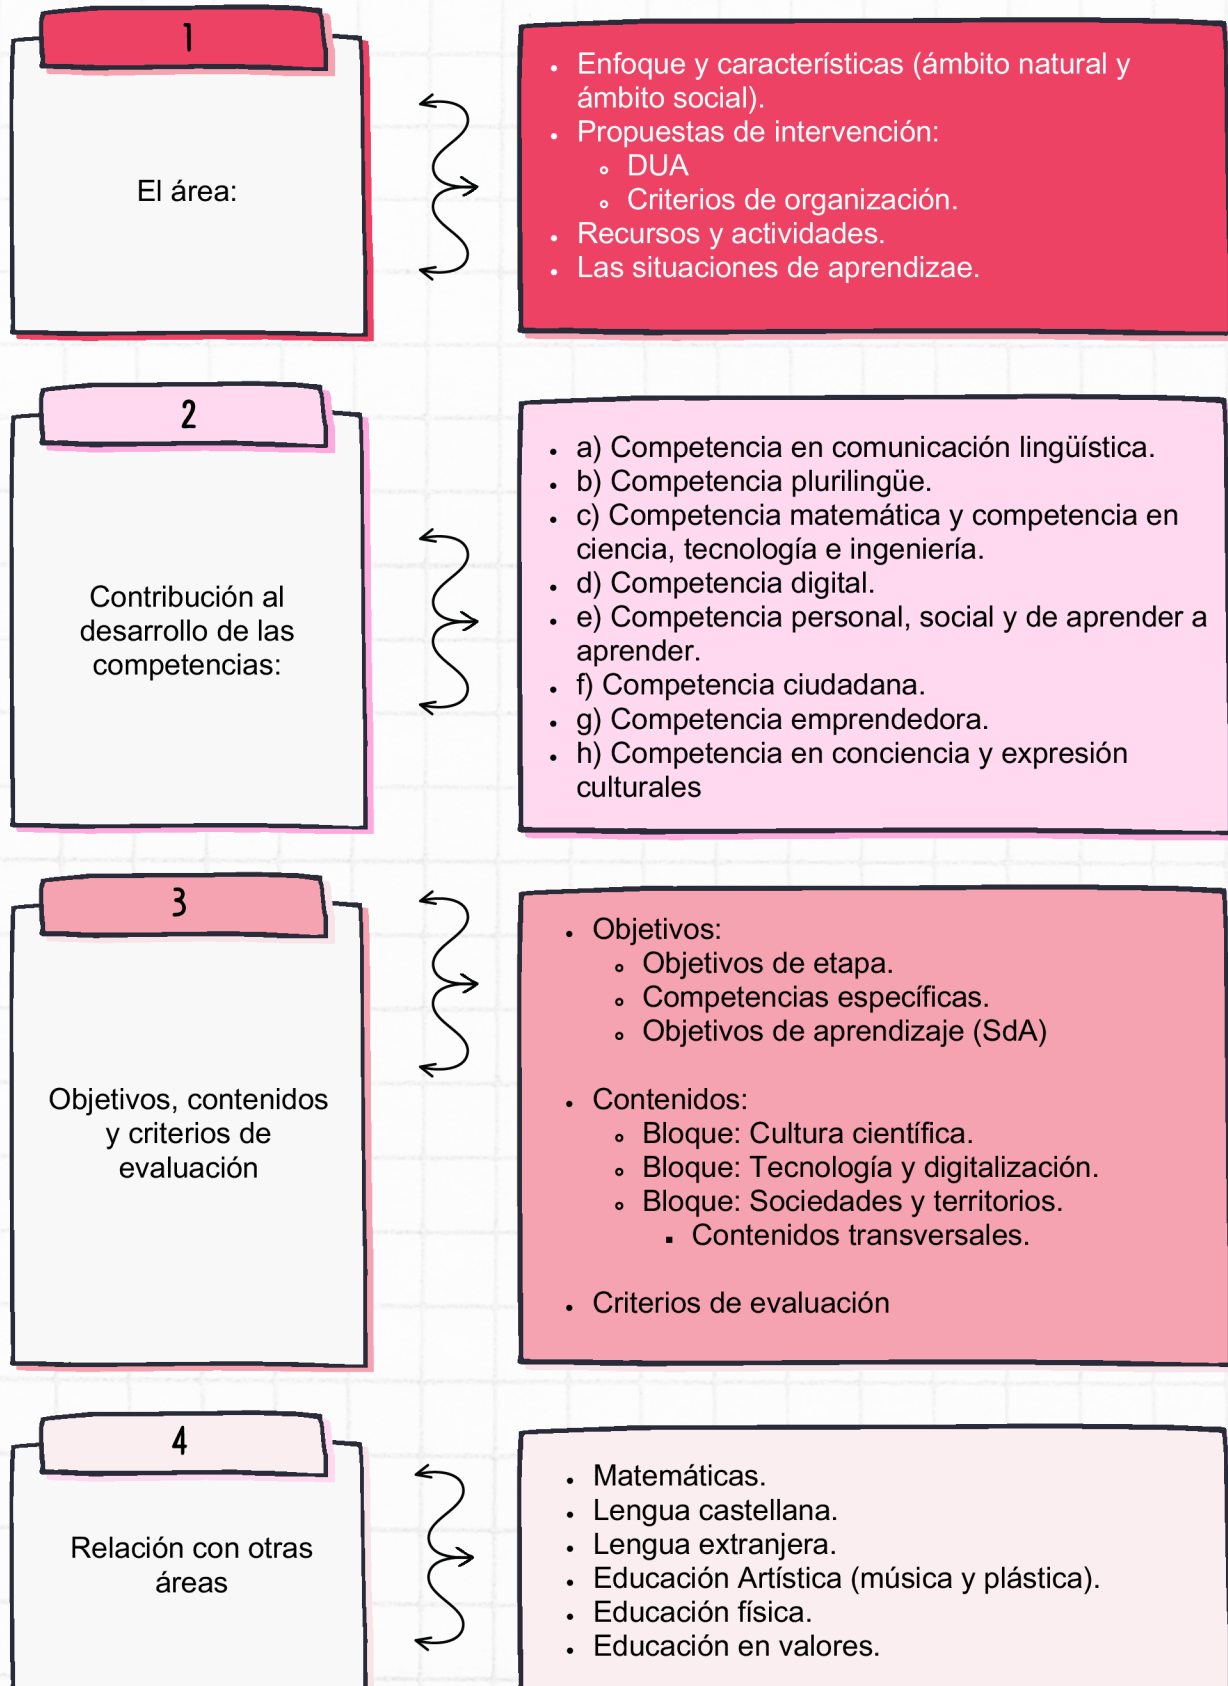 1
El área:
• Enfoque y características (ámbito natural y
ámbito social).
• Propuestas de intervención:
◦ DUA
◦ Criterios de organización.
• Recursos y actividades.
• Las situaciones de aprendizae.
2
Contribución al
desarrollo de las
competencias:
• a) Competencia en comunicación lingüística.
• b) Competencia plurilingüe.
• c) Competencia matemática y competencia en
ciencia, tecnología e ingeniería.
• d) Competencia digital.
• e) Competencia personal, social y de aprender a
aprender.
• f) Competencia ciudadana.
• g) Competencia emprendedora.
• h) Competencia en conciencia y expresión
culturales
3
Objetivos, contenidos
y criterios de
evaluación
• Objetivos:
◦ Objetivos de etapa.
◦ Competencias específicas.
◦ Objetivos de aprendizaje (SdA)
• Contenidos:
◦ Bloque: Cultura científica.
◦ Bloque: Tecnología y digitalización.
◦ Bloque: Sociedades y territorios.
▪ Contenidos transversales.
• Criterios de evaluación
4
Relación con otras
áreas
• Matemáticas.
• Lengua castellana.
• Lengua extranjera.
• Educación Artística (música y plástica).
• Educación física.
• Educación en valores.